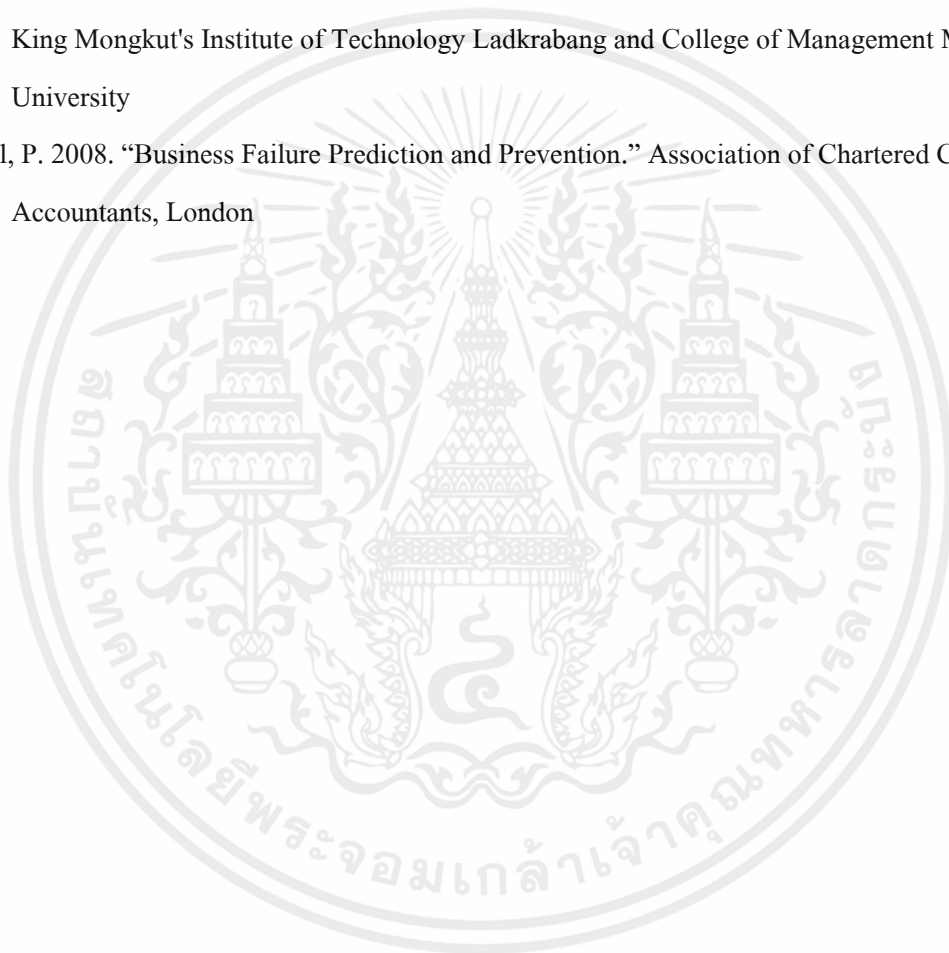 King Mongkut's Institute of Technology Ladkrabang and College of Management
University
l, P. 2008. “Business Failure Prediction and Prevention.” Association of Chartered
Accountants, London
สถาบันเทคโนโลยีพระจอมเกล้าเจ้าคุณทหารลาดกระบัง
๔